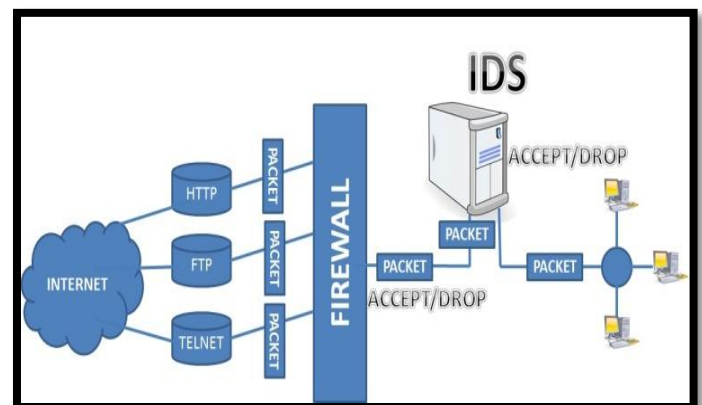 IDS
ACCEPT/DROP
HTTP
PACKET
FIREWALL
PACKET
INTERNET
FTP
PACKET
PACKET
PACKET
ACCEPT/DROP
TELNET
PACKET